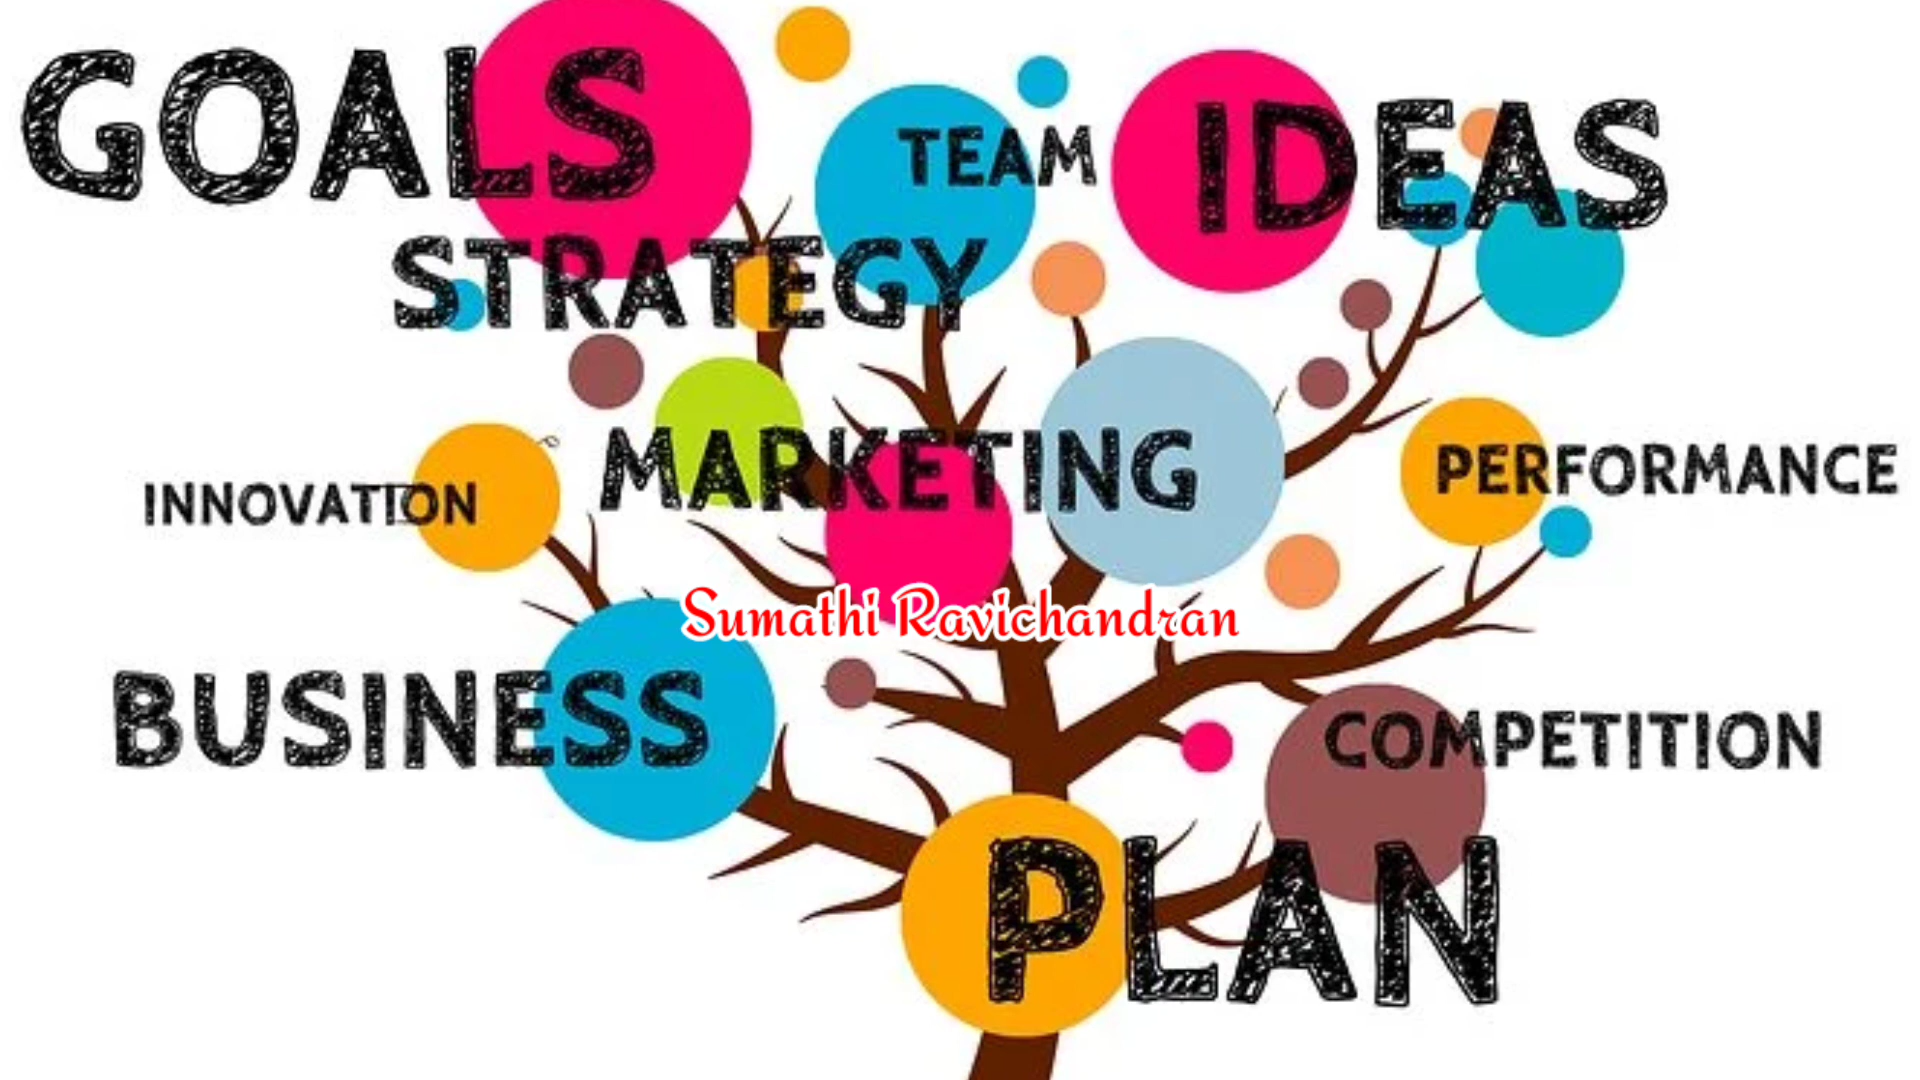 GOALS
TEAM
IDEAS
STRATEGY
MARKETING
PERFORMANCE
INNOVATION
Sumathi Ravichandran
BUSINESS
COMPETITION
PLAN